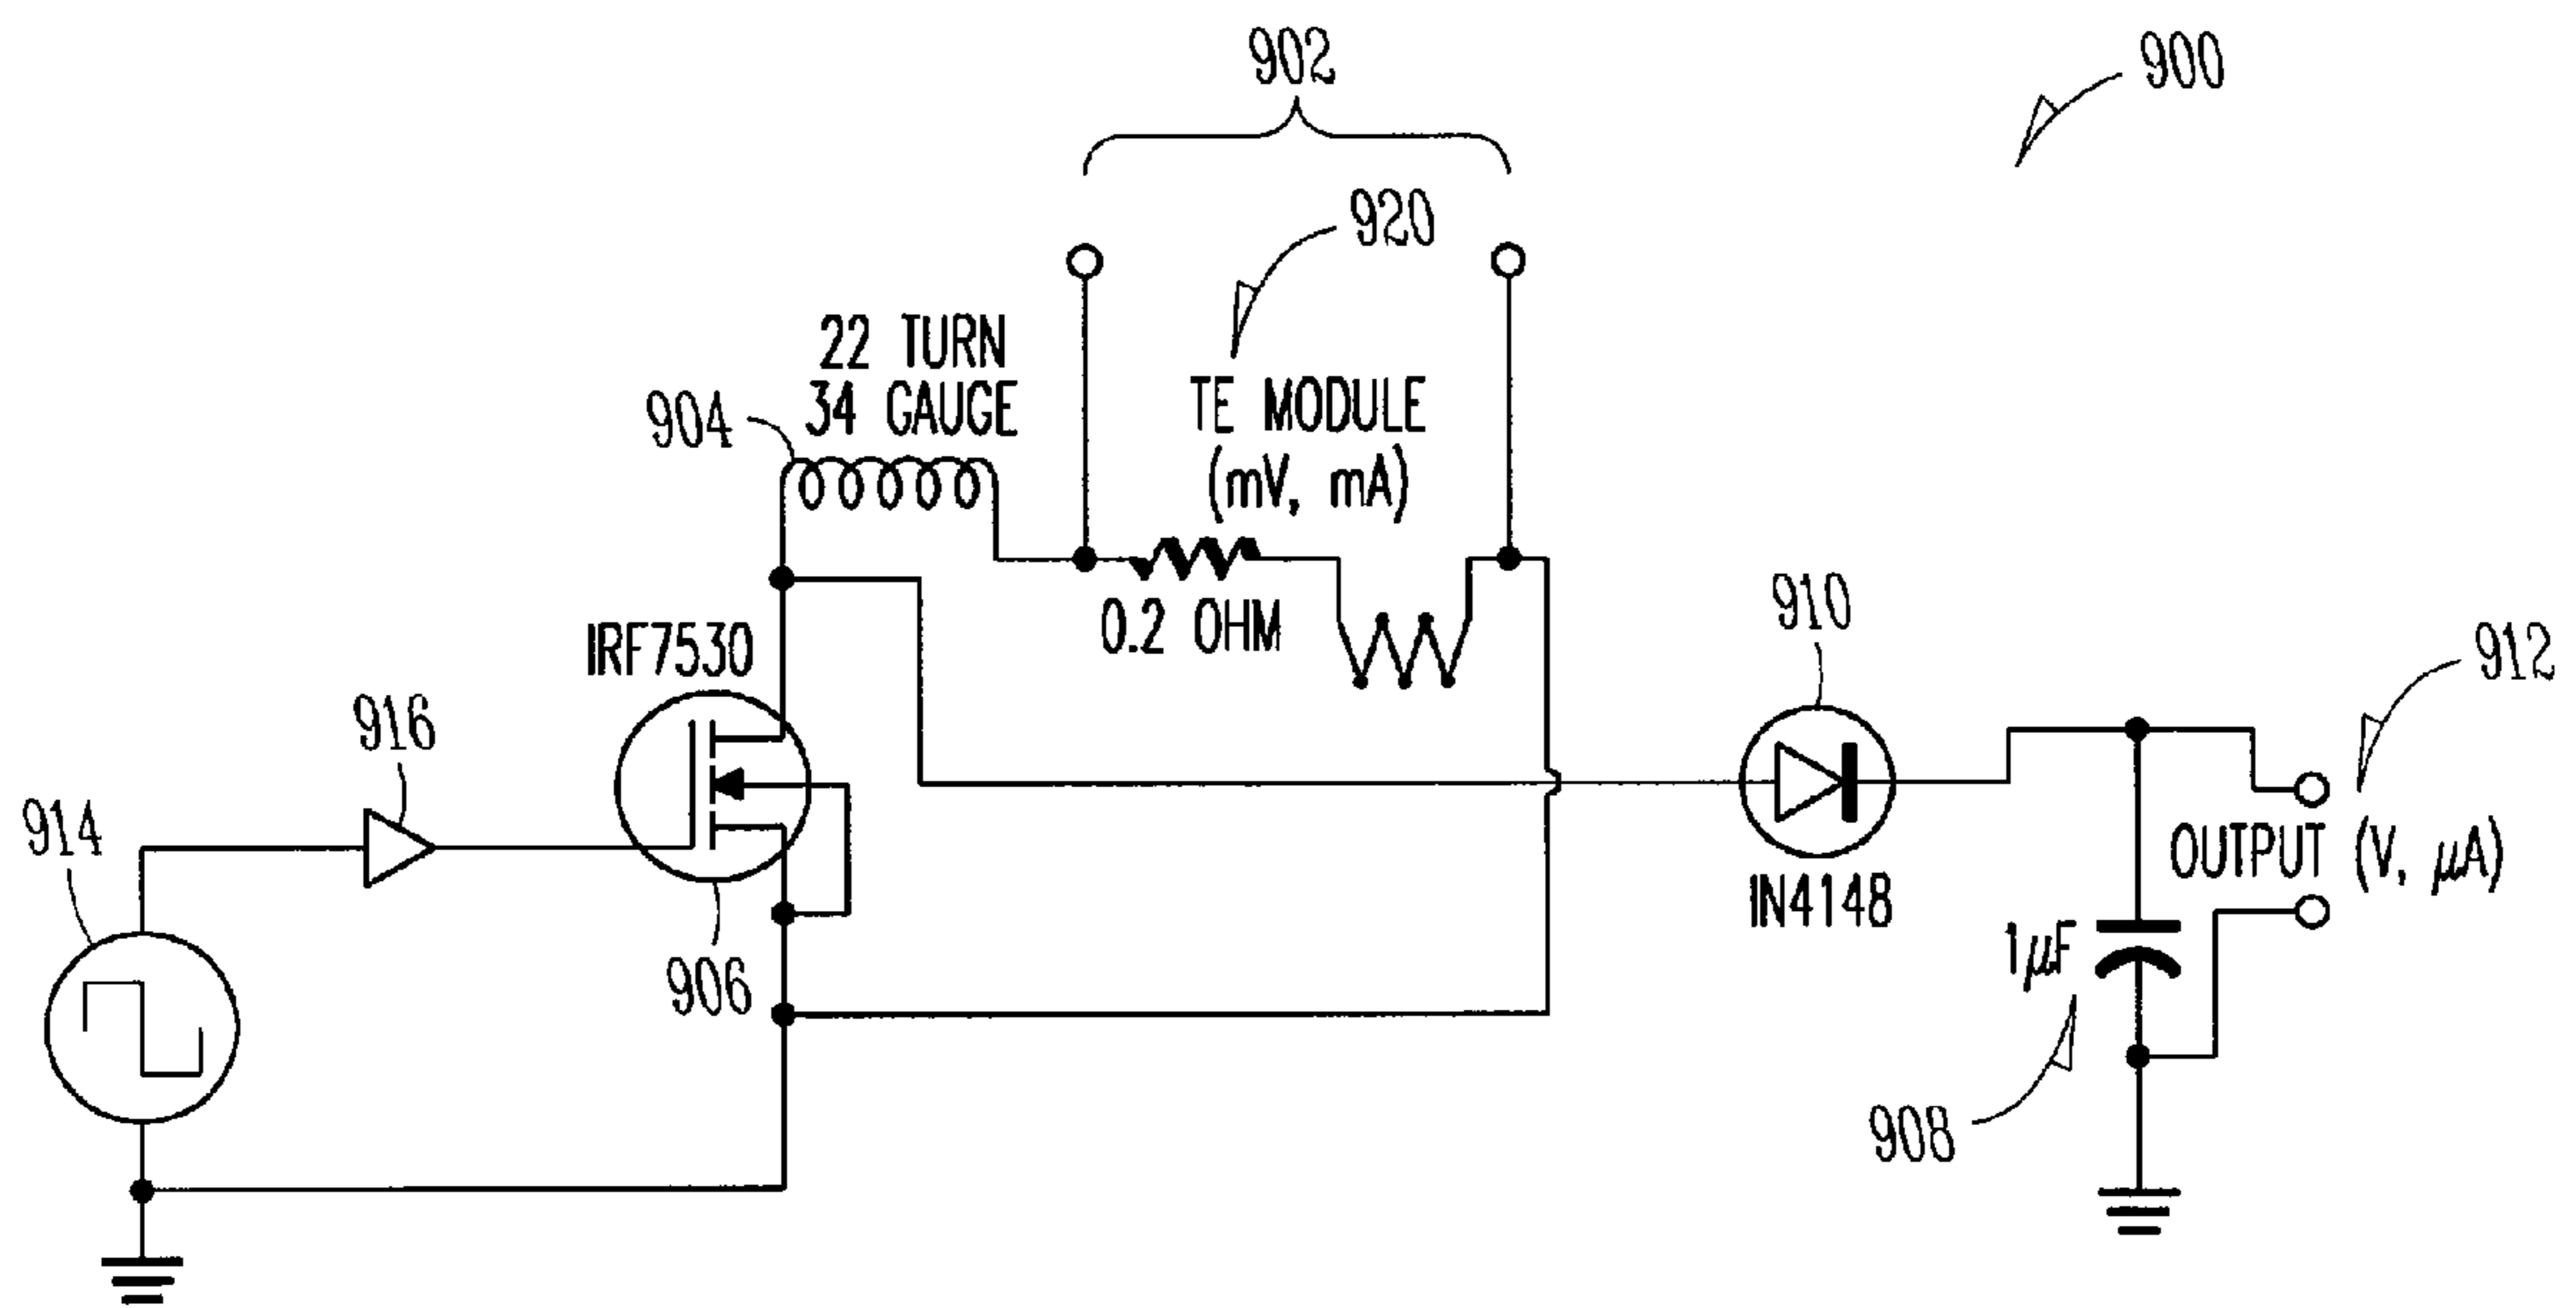 902
900
920
22 TURN
34 GAUGE
904
TE MODULE
(mV, mA)
0.2 OHM
IRF7530
910
912
916
914
OUTPUT (V, μA)
IN4148
1μF
906
908